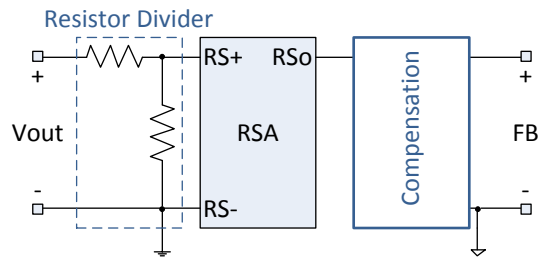 Resistor Divider
+
RS+
RSo
+
Vout
RSA
Compensation
FB
-
RS-
-